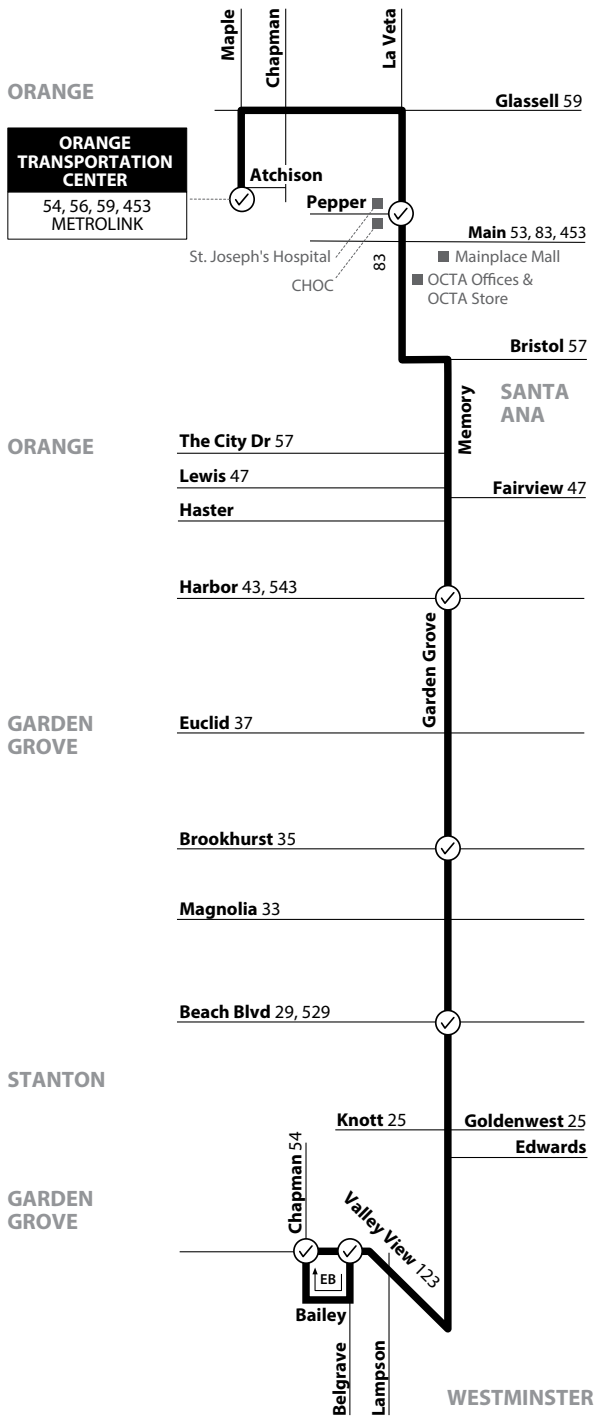 Maple
Chapman
La Veta
ORANGE
Glassell 59
ORANGE
TRANSPORTATION
CENTER
54, 56, 59, 453
METROLINK
Atchison
Pepper
Main 53, 83, 453
St. Joseph's Hospital
CHOC
83
Mainplace Mall
OCTA Offices &
OCTA Store
Bristol 57
Memory
SANTA
ANA
ORANGE
The City Dr 57
Lewis 47
Fairview 47
Haster
Harbor 43, 543
Garden Grove
GARDEN
GROVE
Euclid 37
Brookhurst 35
Magnolia 33
Beach Blvd 29, 529
STANTON
Knott 25
Goldenwest 25
Edwards
Chapman 54
GARDEN
GROVE
Valley View 123
EB
Bailey
Belgrave
Lampson
WESTMINSTER